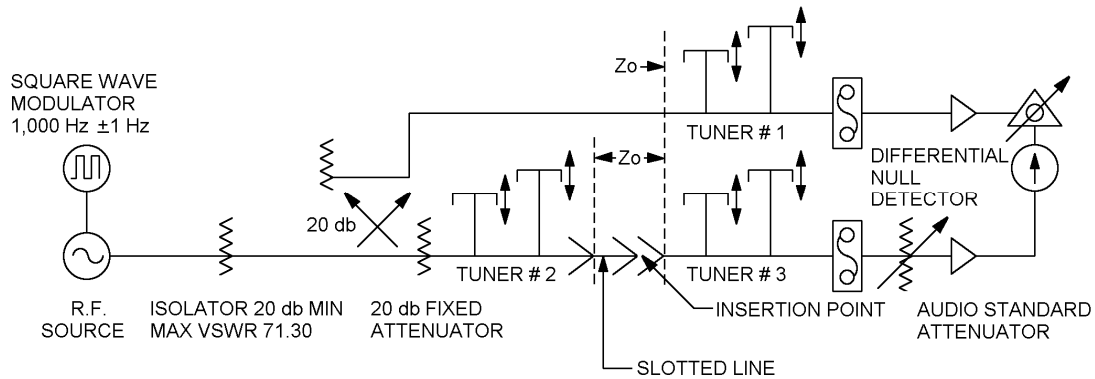 SQUARE WAVE
MODULATOR
1,000 Hz ±1 Hz
Zo
TUNER # 1
Zo
DIFFERENTIAL
NULL
DETECTOR
20 db
TUNER # 2
TUNER # 3
R.F.
SOURCE
ISOLATOR 20 db MIN
MAX VSWR 71.30
20 db FIXED
ATTENUATOR
INSERTION POINT
AUDIO STANDARD
ATTENUATOR
SLOTTED LINE